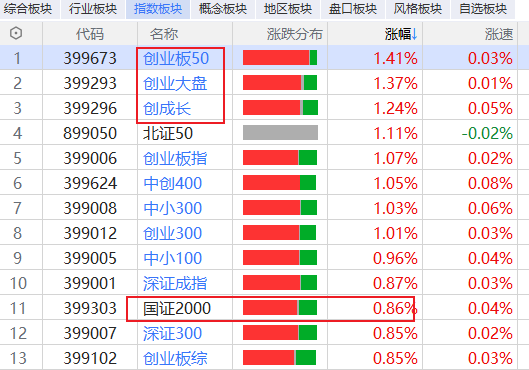 综合板块 行业板块 指数板块 概念板块 地区板块 盘口板块 风格板块 自选板块
代码 名称 涨跌分布 涨幅↓ 涨速
1 399673 创业板50 1.41% 0.03%
2 399293 创业大盘 1.37% 0.01%
3 399296 创成长 1.24% 0.05%
4 899050 北证50 1.11% -0.02%
5 399006 创业板指 1.07% 0.02%
6 399624 中创400 1.05% 0.08%
7 399008 中小300 1.03% 0.06%
8 399012 创业300 1.01% 0.03%
9 399005 中小100 0.96% 0.04%
10 399001 深证成指 0.87% 0.03%
11 399303 国证2000 0.86% 0.04%
12 399007 深证300 0.85% 0.02%
13 399102 创业板综 0.85% 0.03%